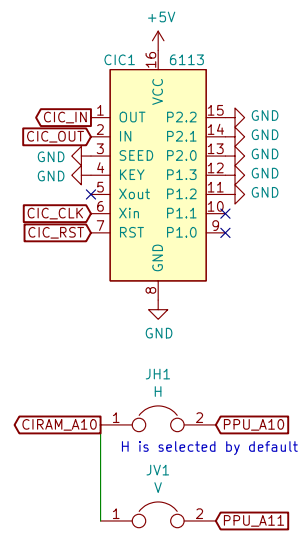 +5V
CIC1 6113
16
VCC
CIC_IN 1 OUT P2.2 15 GND
CIC_OUT 2 IN P2.1 14 GND
GND 3 SEED P2.0 13 GND
GND 4 KEY P1.3 12 GND
5 Xout P1.2 11 GND
CIC_CLK 6 Xin P1.1 10
CIC_RST 7 RST P1.0 9
GND
8
GND
JH1
H
CIRAM_A10 1 2 PPU_A10
H is selected by default
JV1
V
1 2 PPU_A11